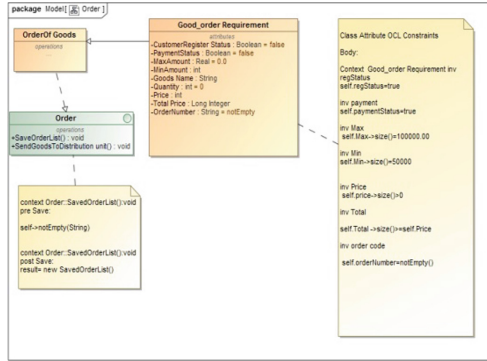 package Model[ Order ]
OrderOf Goods
operations
Good_order Requirement
attributes
-CustomerRegister Status : Boolean = false
-PaymentStatus : Boolean = false
-MaxAmount : Real = 0.0
-MinAmount : int
-Goods Name : String
-Quantity : int = 0
-Price : int
-Total Price : Long Integer
-OrderNumber : String = notEmpty
Order
operations
+SaveOrderList() : void
+SendGoodsToDistribution unit() : void
context Order::SavedOrderList():void
pre Save:
self->notEmpty(String)
context Order::SavedOrderList():void
post Save:
result= new SavedOrderList()
Class Attribute OCL Constraints
Body:
Context Good_order Requirement inv
regStatus
self.regStatus=true
inv payment
self.paymentStatus=true
inv Max
self.Max->size()=100000.00
inv Min
self.Min->size()=50000
inv Price
self.price->size()>0
inv Total
self.Total ->size()>=self.Price
inv order code
self.orderNumber=notEmpty()